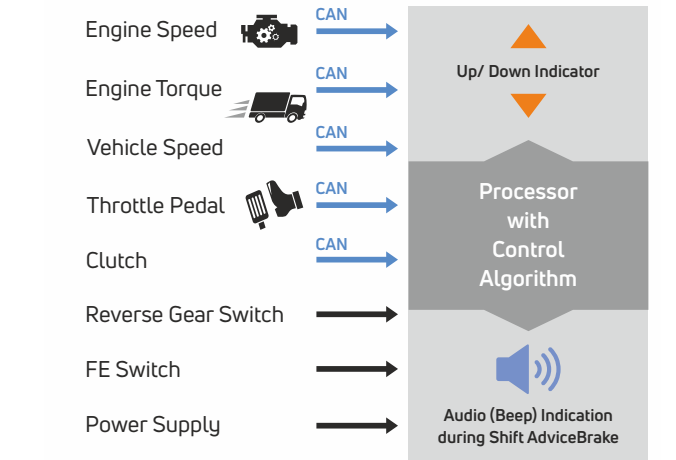 Engine Speed
CAN
Engine Torque
CAN
Vehicle Speed
CAN
Throttle Pedal
CAN
Clutch
CAN
Reverse Gear Switch
FE Switch
Power Supply
Up/ Down Indicator
Processor
with
Control
Algorithm
Audio (Beep) Indication
during Shift AdviceBrake